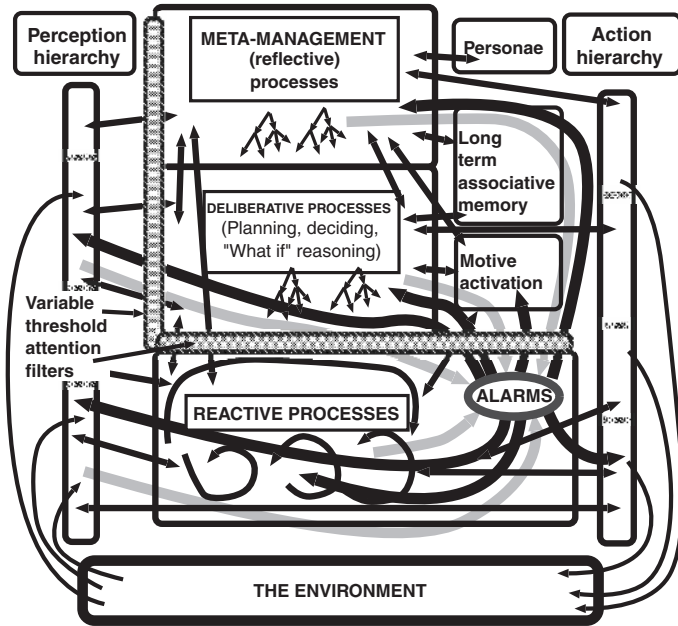 Perception
hierarchy
META-MANAGEMENT
(reflective)
processes
Personae
Action
hierarchy
Long
term
associative
memory
DELIBERATIVE PROCESSES
(Planning, deciding,
"What if" reasoning)
Motive
activation
Variable
threshold
attention
filters
REACTIVE PROCESSES
ALARMS
THE ENVIRONMENT